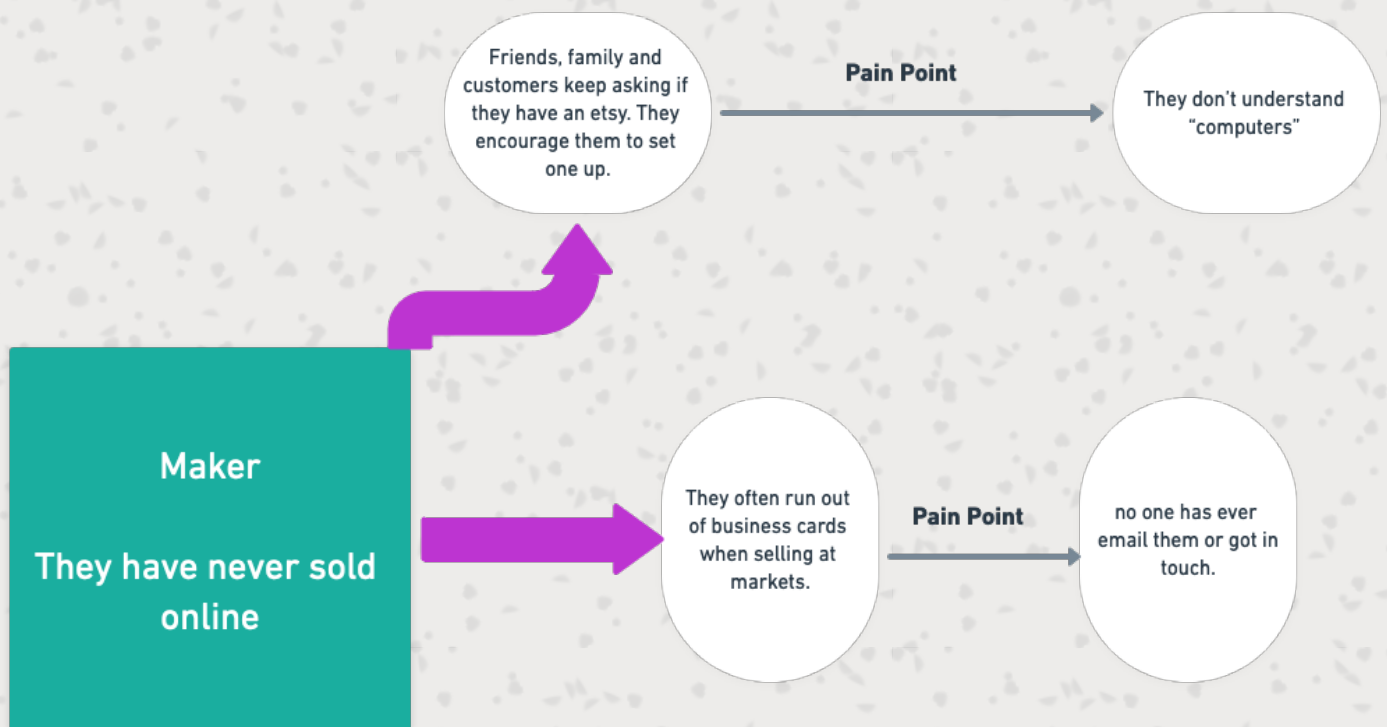 Friends, family and
customers keep asking if
they have an etsy. They
encourage them to set
one up.
Pain Point
They don’t understand
“computers”
Maker
They have never sold
online
They often run out
of business cards
when selling at
markets.
Pain Point
no one has ever
email them or got in
touch.